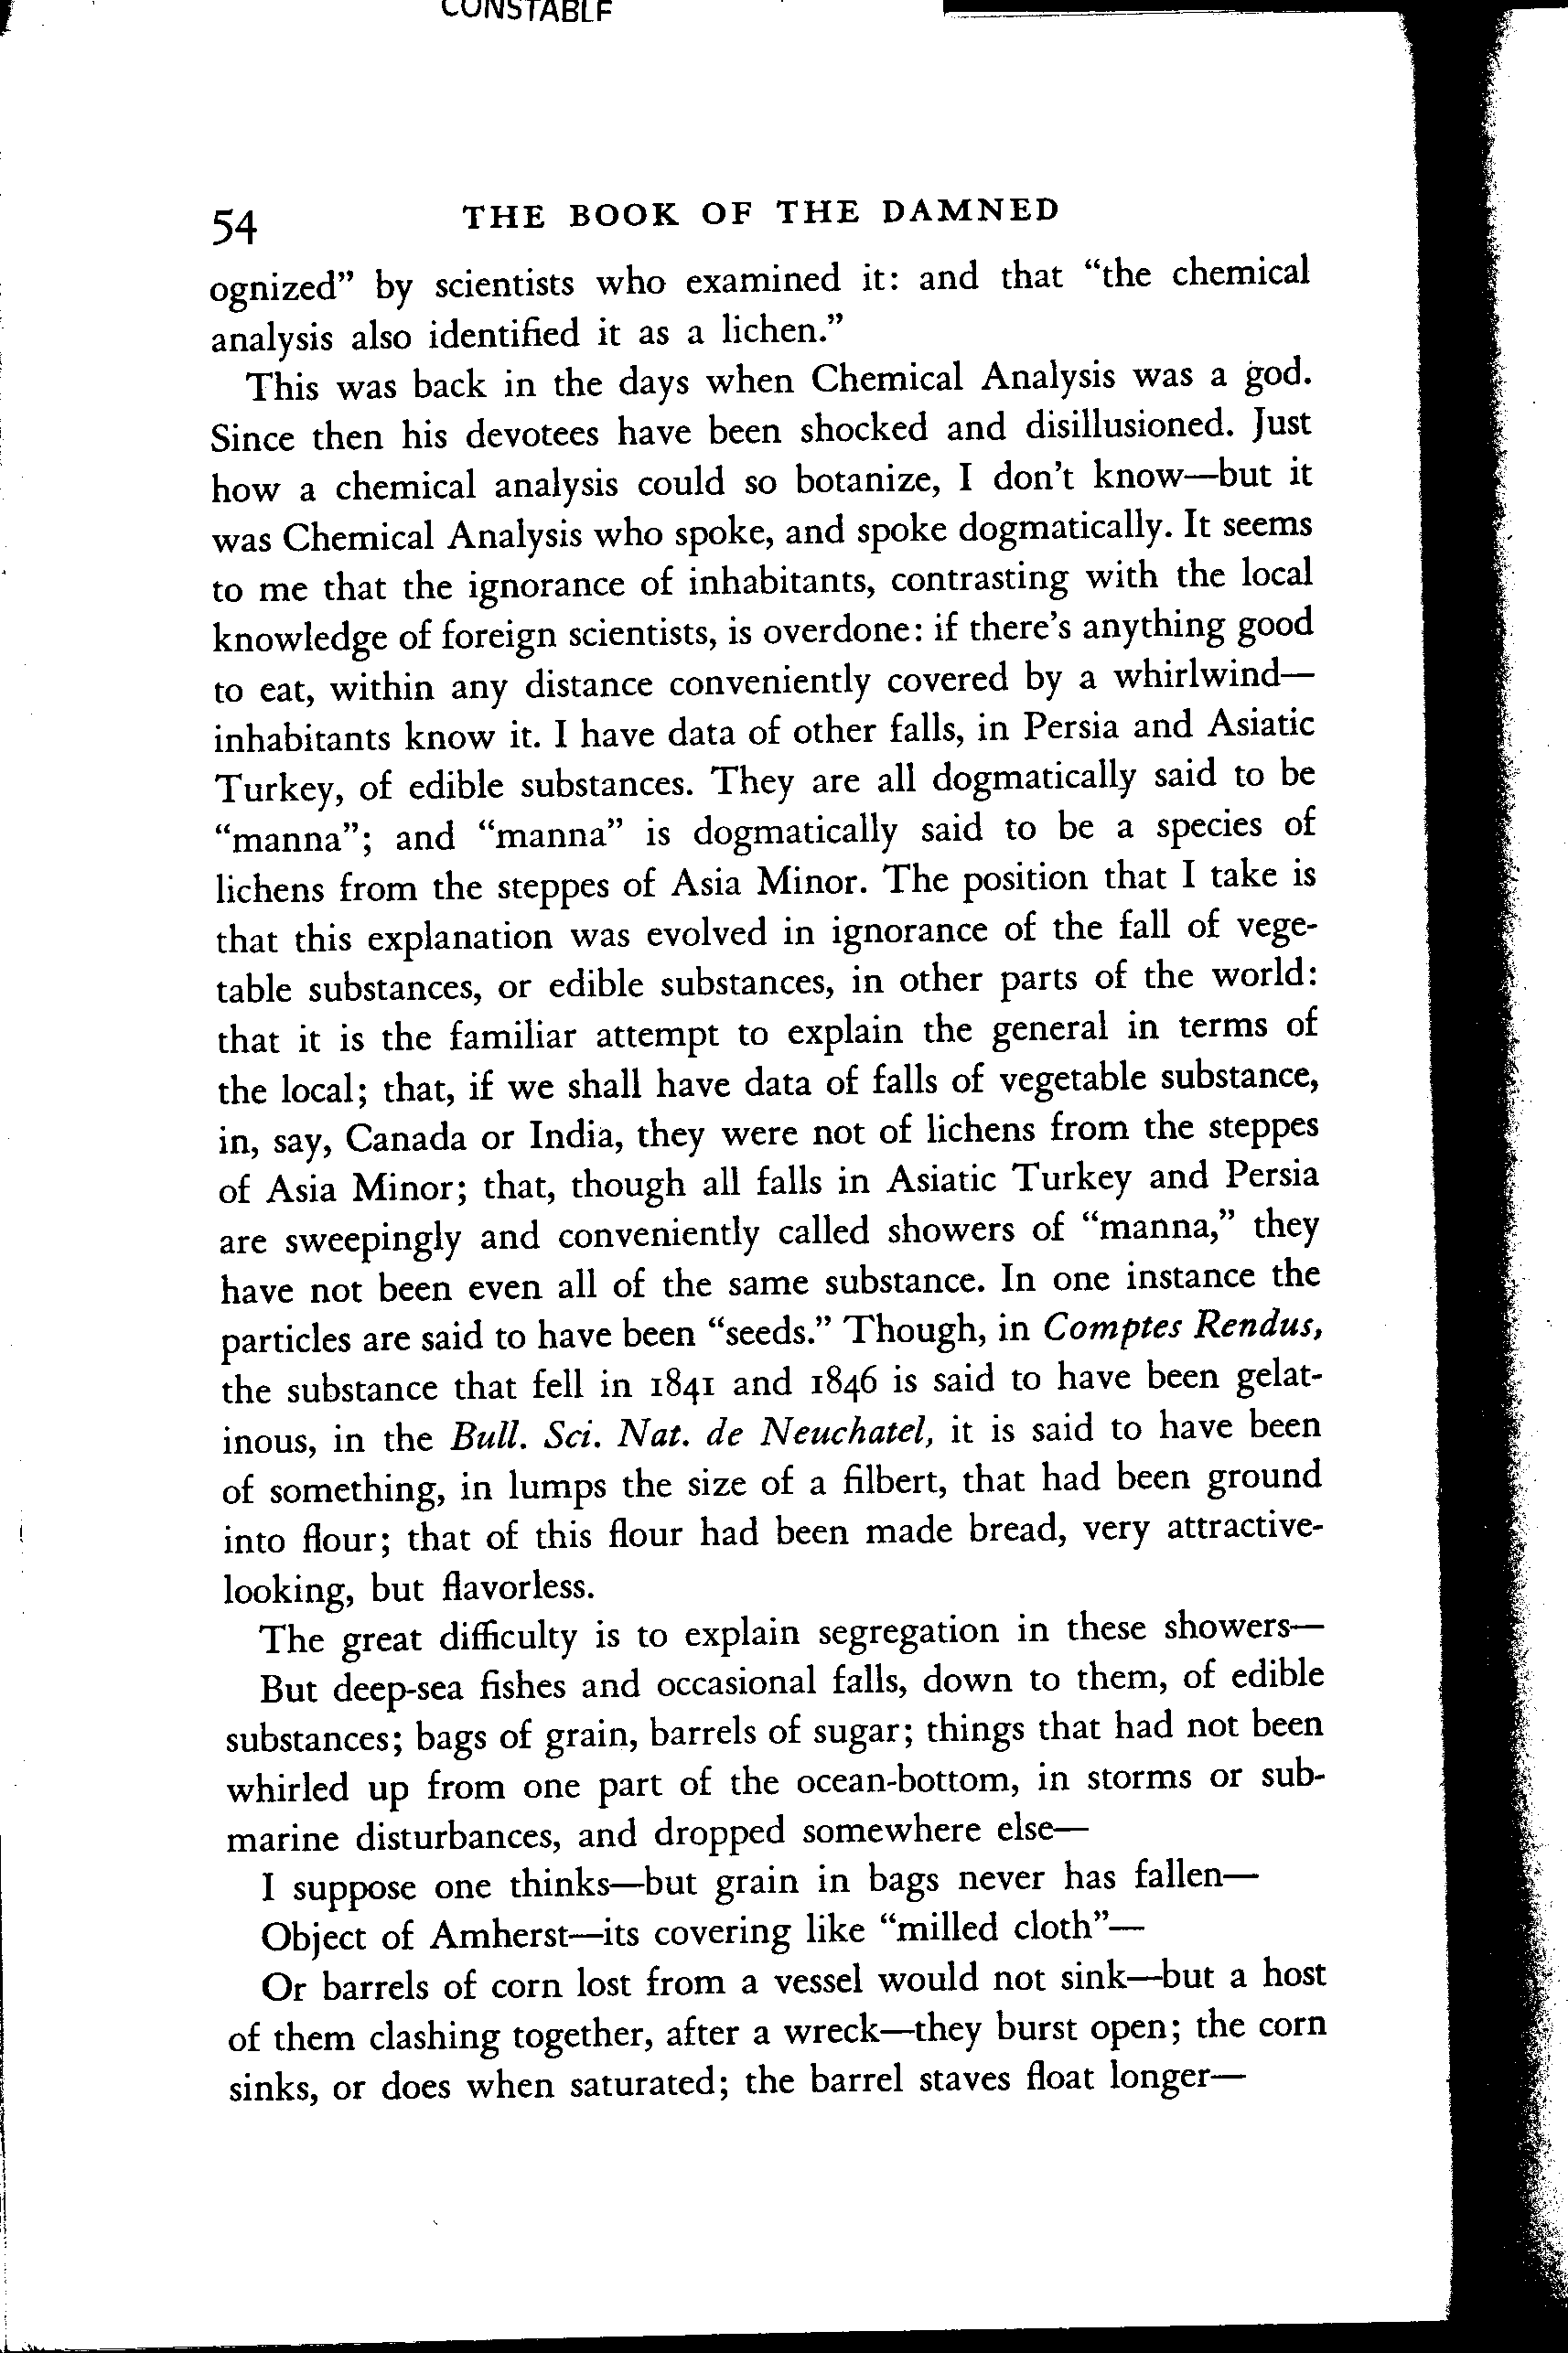 CONSTABLE
54 THE BOOK OF THE DAMNED
ognized” by scientists who examined it: and that “the chemical
analysis also identified it as a lichen.”
This was back in the days when Chemical Analysis was a god.
Since then his devotees have been shocked and disillusioned. Just
how a chemical analysis could so botanize, I don’t know—but it
was Chemical Analysis who spoke, and spoke dogmatically. It seems
to me that the ignorance of inhabitants, contrasting with the local
knowledge of foreign scientists, is overdone: if there’s anything good
to eat, within any distance conveniently covered by a whirlwind—
inhabitants know it. I have data of other falls, in Persia and Asiatic
Turkey, of edible substances. They are all dogmatically said to be
“manna”; and “manna” is dogmatically said to be a species of
lichens from the steppes of Asia Minor. The position that I take is
that this explanation was evolved in ignorance of the fall of vege-
table substances, or edible substances, in other parts of the world:
that it is the familiar attempt to explain the general in terms of
the local; that, if we shall have data of falls of vegetable substance,
in, say, Canada or India, they were not of lichens from the steppes
of Asia Minor; that, though all falls in Asiatic Turkey and Persia
are sweepingly and conveniently called showers of “manna,” they
have not been even all of the same substance. In one instance the
particles are said to have been “seeds.” Though, in Comptes Rendus,
the substance that fell in 1841 and 1846 is said to have been gelat-
inous, in the Bull. Sci. Nat. de Neuchatel, it is said to have been
of something, in lumps the size of a filbert, that had been ground
into flour; that of this flour had been made bread, very attractive-
looking, but flavorless.
The great difficulty is to explain segregation in these showers—
But deep-sea fishes and occasional falls, down to them, of edible
substances; bags of grain, barrels of sugar; things that had not been
whirled up from one part of the ocean-bottom, in storms or sub-
marine disturbances, and dropped somewhere else—
I suppose one thinks—but grain in bags never has fallen—
Object of Amherst—its covering like “milled cloth”—
Or barrels of corn lost from a vessel would not sink—but a host
of them clashing together, after a wreck—they burst open; the corn
sinks, or does when saturated; the barrel staves float longer—